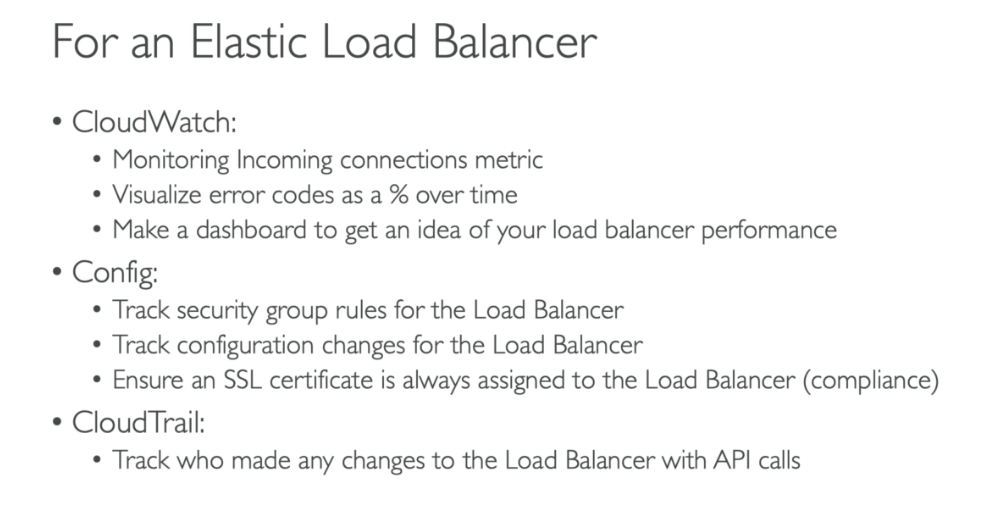 For an Elastic Load Balancer
• CloudWatch:
• Monitoring Incoming connections metric
• Visualize error codes as a % over time
• Make a dashboard to get an idea of your load balancer performance
• Config:
• Track security group rules for the Load Balancer
• Track configuration changes for the Load Balancer
• Ensure an SSL certificate is always assigned to the Load Balancer (compliance)
• CloudTrail:
• Track who made any changes to the Load Balancer with API calls